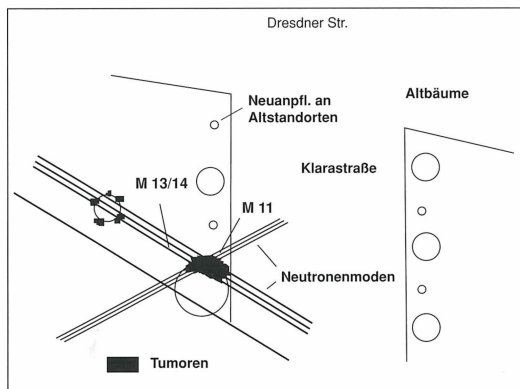 Dresdner Str.
Neuanpfl. an
Altstandorten
Altbäume
Klarastraße
M 13/14
M 11
Neutronenmoden
Tumoren